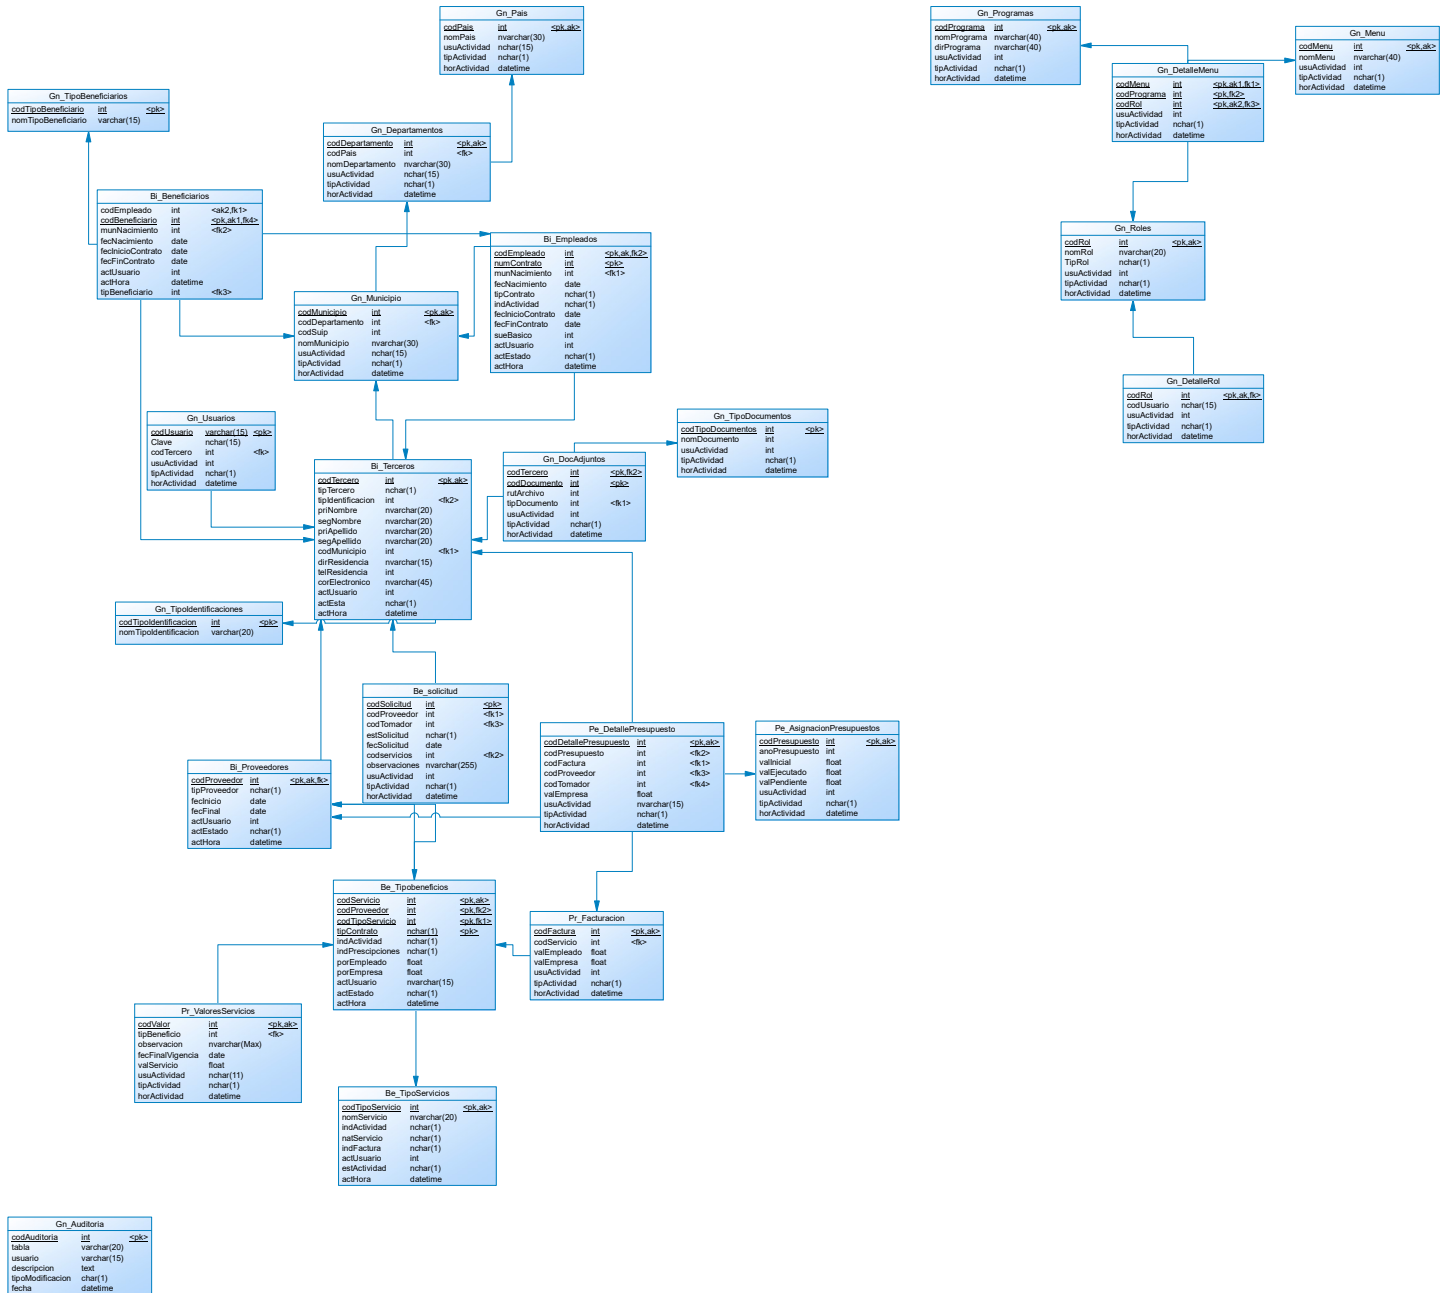 Gn_Pais
codPais int <pk,ak>
nomPais nvarchar(30)
usuActividad nchar(15)
tipActividad nchar(1)
horActividad datetime
Gn_Programas
codPrograma int <pk,ak>
nomPrograma nvarchar(40)
dirPrograma nvarchar(40)
usuActividad int
tipActividad nchar(1)
horActividad datetime
Gn_Menu
codMenu int <pk,ak>
nomMenu nvarchar(40)
usuActividad int
tipActividad nchar(1)
horActividad datetime
Gn_DetalleMenu
codMenu int <pk,ak1,fk1>
codPrograma int <pk,fk2>
codRol int <pk,ak2,fk3>
usuActividad int
tipActividad nchar(1)
horActividad datetime
Gn_TipoBeneficiarios
codTipoBeneficiario int <pk>
nomTipoBeneficiario varchar(15)
Gn_Departamentos
codDepartamento int <pk,ak>
codPais int <fk>
nomDepartamento nvarchar(30)
usuActividad nchar(15)
tipActividad nchar(1)
horActividad datetime
Bi_Beneficiarios
codEmpleado int <ak2,fk1>
codBeneficiario int <pk,ak1,fk4>
munNacimiento int <fk2>
fecNacimiento date
fecInicioContrato date
fecFinContrato date
actUsuario int
actHora datetime
tipBeneficiario int <fk3>
Bi_Empleados
codEmpleado int <pk,ak,fk2>
numContrato int <pk>
munNacimiento int <fk1>
fecNacimiento date
tipContrato nchar(1)
indActividad nchar(1)
fecInicioContrato date
fecFinContrato date
sueBasico int
actUsuario int
actEstado nchar(1)
actHora datetime
Gn_Roles
codRol int <pk,ak>
nomRol nvarchar(20)
TipRol nchar(1)
usuActividad int
tipActividad nchar(1)
horActividad datetime
Gn_Municipio
codMunicipio int <pk,ak>
codDepartamento int <fk>
codSuip int
nomMunicipio nvarchar(30)
usuActividad nchar(15)
tipActividad nchar(1)
horActividad datetime
Gn_DetalleRol
codRol int <pk,ak,fk>
codUsuario nchar(15)
usuActividad int
tipActividad nchar(1)
horActividad datetime
Gn_Usuarios
codUsuario varchar(15) <pk>
Clave nchar(15)
codTercero int <fk>
usuActividad int
tipActividad nchar(1)
horActividad datetime
Gn_TipoDocumentos
codTipoDocumentos int <pk>
nomDocumento int
usuActividad int
tipActividad nchar(1)
horActividad datetime
Gn_DocAdjuntos
codTercero int <pk,fk2>
codDocumento int <pk>
rutArchivo int
tipDocumento int <fk1>
usuActividad int
tipActividad nchar(1)
horActividad datetime
Bi_Terceros
codTercero int <pk,ak>
tipTercero nchar(1)
tipIdentificacion int <fk2>
priNombre nvarchar(20)
segNombre nvarchar(20)
priApellido nvarchar(20)
segApellido nvarchar(20)
codMunicipio int <fk1>
dirResidencia nvarchar(15)
telResidencia int
corElectronico nvarchar(45)
actUsuario int
actEsta nchar(1)
actHora datetime
Gn_TipoIdentificaciones
codTipoIdentificacion int <pk>
nomTipoIdentificacion varchar(20)
Be_solicitud
codSolicitud int <pk>
codProveedor int <fk1>
codTomador int <fk3>
estSolicitud nchar(1)
fecSolicitud date
codservicios int <fk2>
observaciones nvarchar(255)
usuActividad int
tipActividad nchar(1)
horActividad datetime
Pe_DetallePresupuesto
codDetallePresupuesto int <pk,ak>
codPresupuesto int <fk2>
codFactura int <fk1>
codProveedor int <fk3>
codTomador int <fk4>
valEmpresa float
usuActividad nvarchar(15)
tipActividad nchar(1)
horActividad datetime
Pe_AsignacionPresupuestos
codPresupuesto int <pk,ak>
anoPresupuesto int
valInicial float
valEjecutado float
valPendiente float
usuActividad int
tipActividad nchar(1)
horActividad datetime
Bi_Proveedores
codProveedor int <pk,ak,fk>
tipProveedor nchar(1)
fecInicio date
fecFinal date
actUsuario int
actEstado nchar(1)
actHora datetime
Be_Tipobeneficios
codServicio int <pk,ak>
codProveedor int <pk,fk2>
codTipoServicio int <pk,fk1>
tipContrato nchar(1) <pk>
indActividad nchar(1)
indPrescipciones nchar(1)
porEmpleado float
porEmpresa float
actUsuario nvarchar(15)
actEstado nchar(1)
actHora datetime
Pr_Facturacion
codFactura int <pk,ak>
codServicio int <fk>
valEmpleado float
valEmpresa float
usuActividad int
tipActividad nchar(1)
horActividad datetime
Pr_ValoresServicios
codValor int <pk,ak>
tipBeneficio int <fk>
observacion nvarchar(Max)
fecFinalVigencia date
valServicio float
usuActividad nchar(11)
tipActividad nchar(1)
horActividad datetime
Be_TipoServicios
codTipoServicio int <pk,ak>
nomServicio nvarchar(20)
indActividad nchar(1)
natServicio nchar(1)
indFactura nchar(1)
actUsuario int
estActividad nchar(1)
actHora datetime
Gn_Auditoria
codAuditoria int <pk>
tabla varchar(20)
usuario varchar(15)
descripcion text
tipoModificacion char(1)
fecha datetime